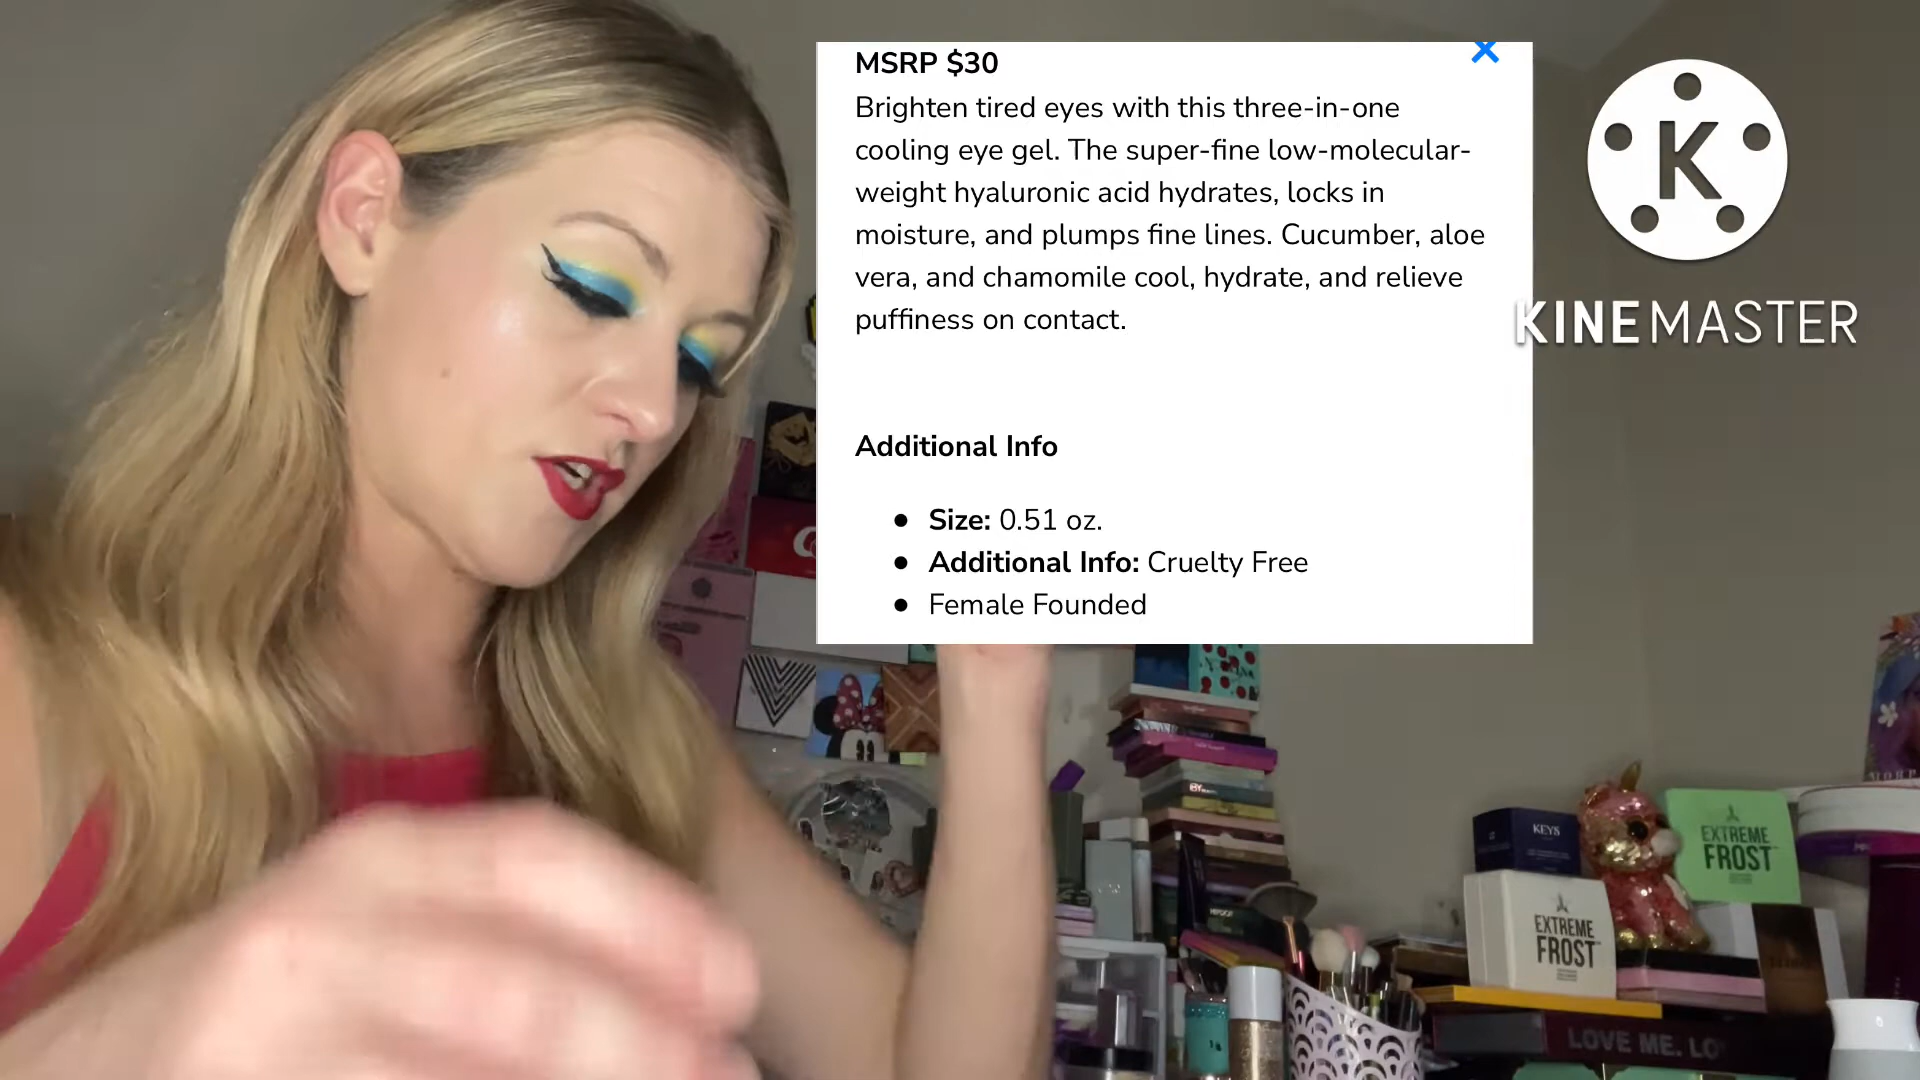 MSRP $30
Brighten tired eyes with this three-in-one
cooling eye gel. The super-fine low-molecular-
weight hyaluronic acid hydrates, locks in
moisture, and plumps fine lines. Cucumber, aloe
vera, and chamomile cool, hydrate, and relieve
puffiness on contact.
Additional Info
● Size: 0.51 oz.
● Additional Info: Cruelty Free
● Female Founded
K
KINEMASTER
KEYS
EXTREME
FROST
EXTREME
FROST
LOVE ME. LO